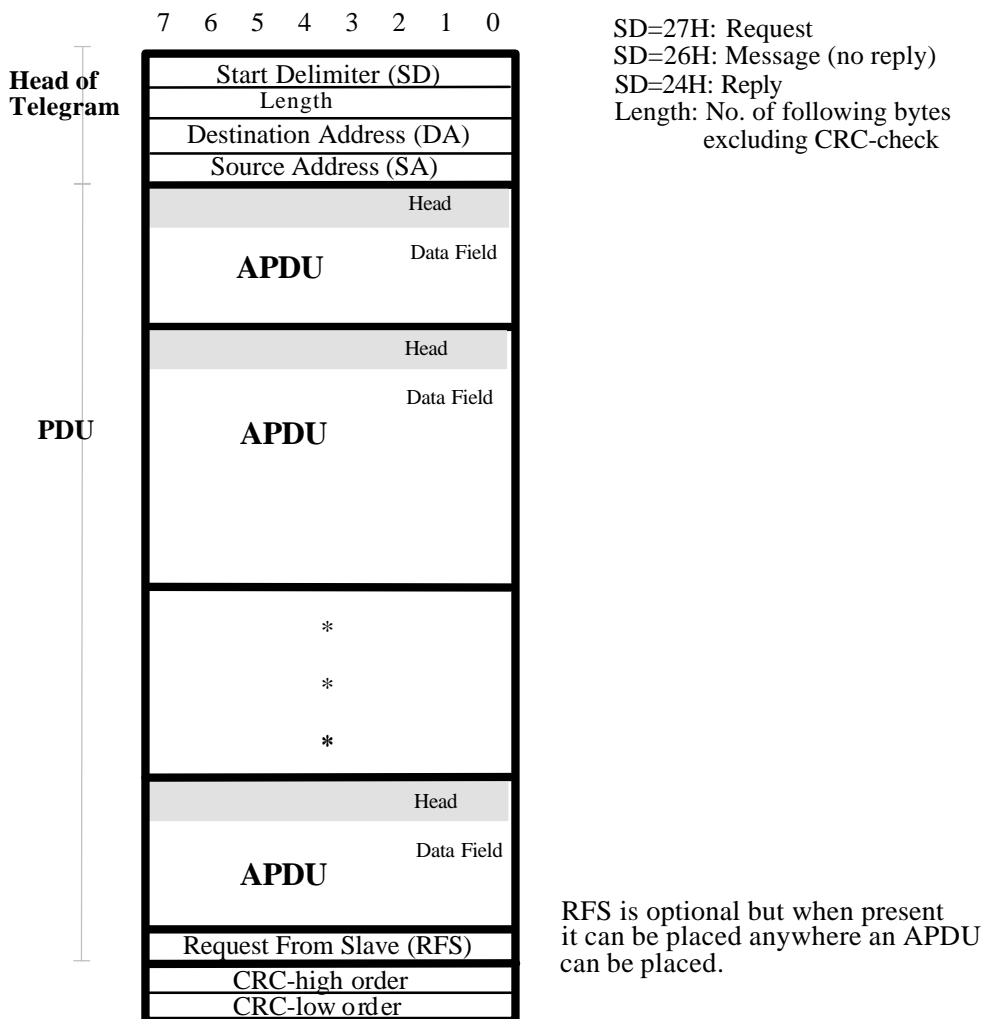 7 6 5 4 3 2 1 0
SD=27H: Request
SD=26H: Message (no reply)
SD=24H: Reply
Length: No. of following bytes
excluding CRC-check
Head of
Telegram
Start Delimiter (SD)
Length
Destination Address (DA)
Source Address (SA)
Head
Data Field
APDU
Head
Data Field
PDU
APDU
*
*
*
Head
Data Field
APDU
RFS is optional but when present
it can be placed anywhere an APDU
can be placed.
Request From Slave (RFS)
CRC-high order
CRC-low order